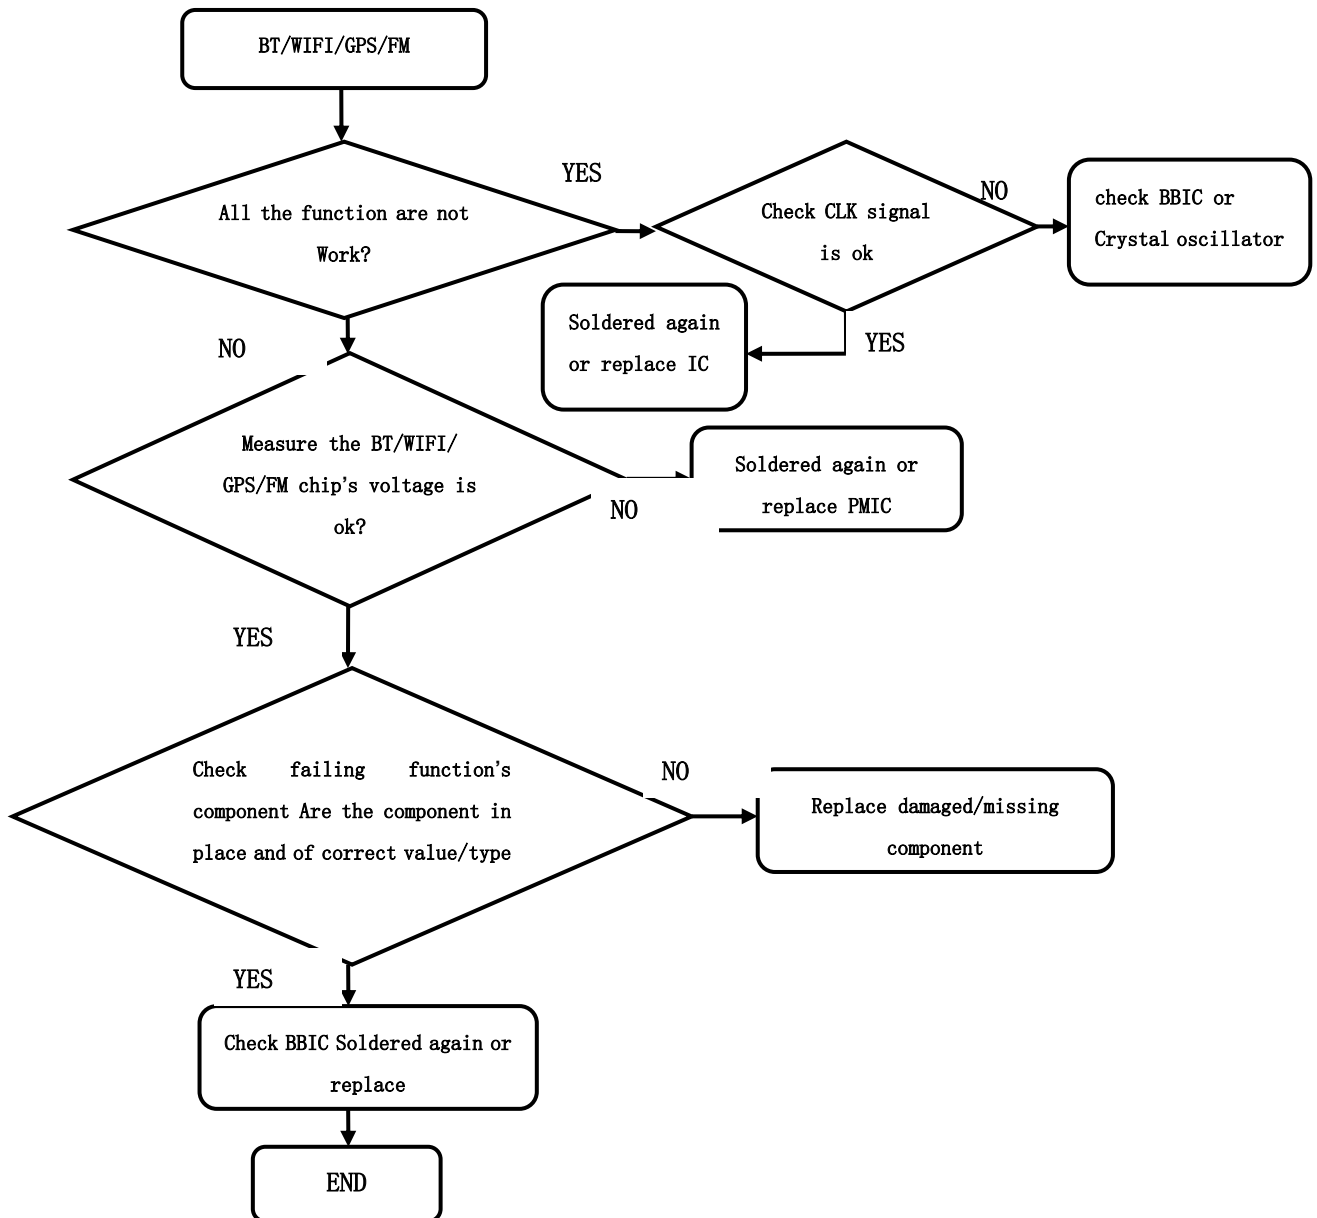 BT/WIFI/GPS/FM
All the function are not
Work?
YES
Check CLK signal
is ok
NO
check BBIC or
Crystal oscillator
YES
Soldered again
or replace IC
NO
Measure the BT/WIFI/
GPS/FM chip's voltage is
ok?
NO
Soldered again or
replace PMIC
YES
Check failing function's
component Are the component in
place and of correct value/type
NO
Replace damaged/missing
component
YES
Check BBIC Soldered again or
replace
END